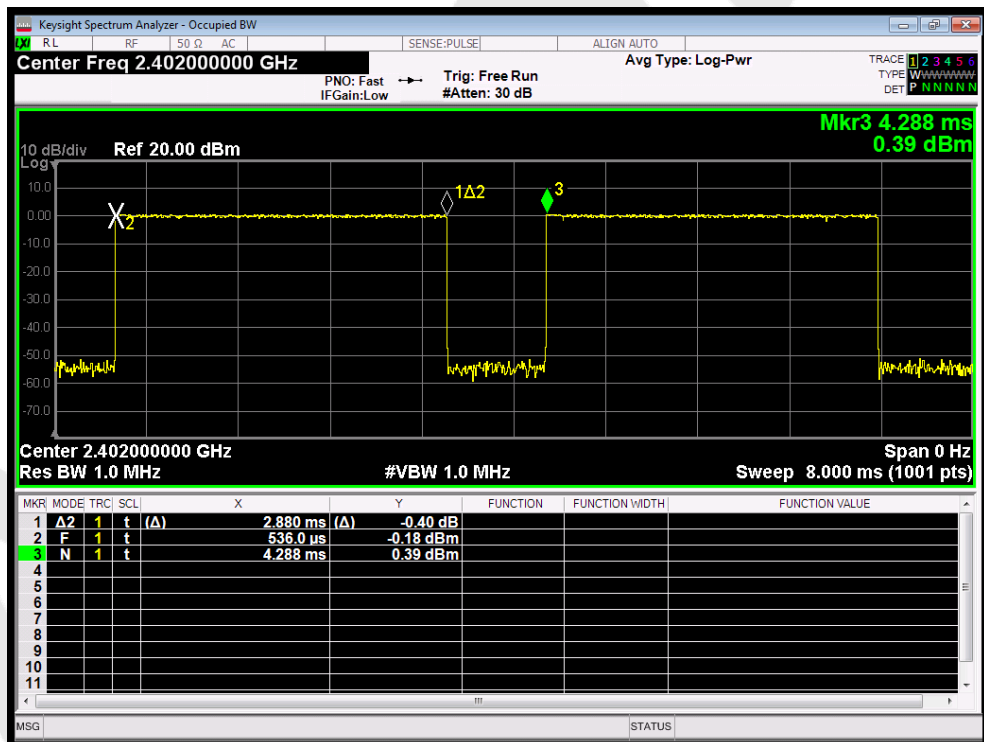 Keysight Spectrum Analyzer - Occupied BW
LXI RL RF 50 Ω AC SENSE:PULSE ALIGN AUTO
Center Freq 2.402000000 GHz Avg Type: Log-Pwr TRACE 1 2 3 4 5 6
PNO: Fast Trig: Free Run TYPE WWWWWW
IFGain:Low #Atten: 30 dB DET P N N N N N
Mkr3 4.288 ms
10 dB/div Ref 20.00 dBm 0.39 dBm
Log
10.0 1Δ2 3
0.00 2
-10.0
-20.0
-30.0
-40.0
-50.0
-60.0
-70.0
Center 2.402000000 GHz Span 0 Hz
Res BW 1.0 MHz #VBW 1.0 MHz Sweep 8.000 ms (1001 pts)
MKR MODE TRC SCL X Y FUNCTION FUNCTION WIDTH FUNCTION VALUE
1 Δ2 1 t (Δ) 2.880 ms (Δ) -0.40 dB
2 F 1 t 536.0 µs -0.18 dBm
3 N 1 t 4.288 ms 0.39 dBm
4
5
6
7
8
9
10
11
MSG STATUS